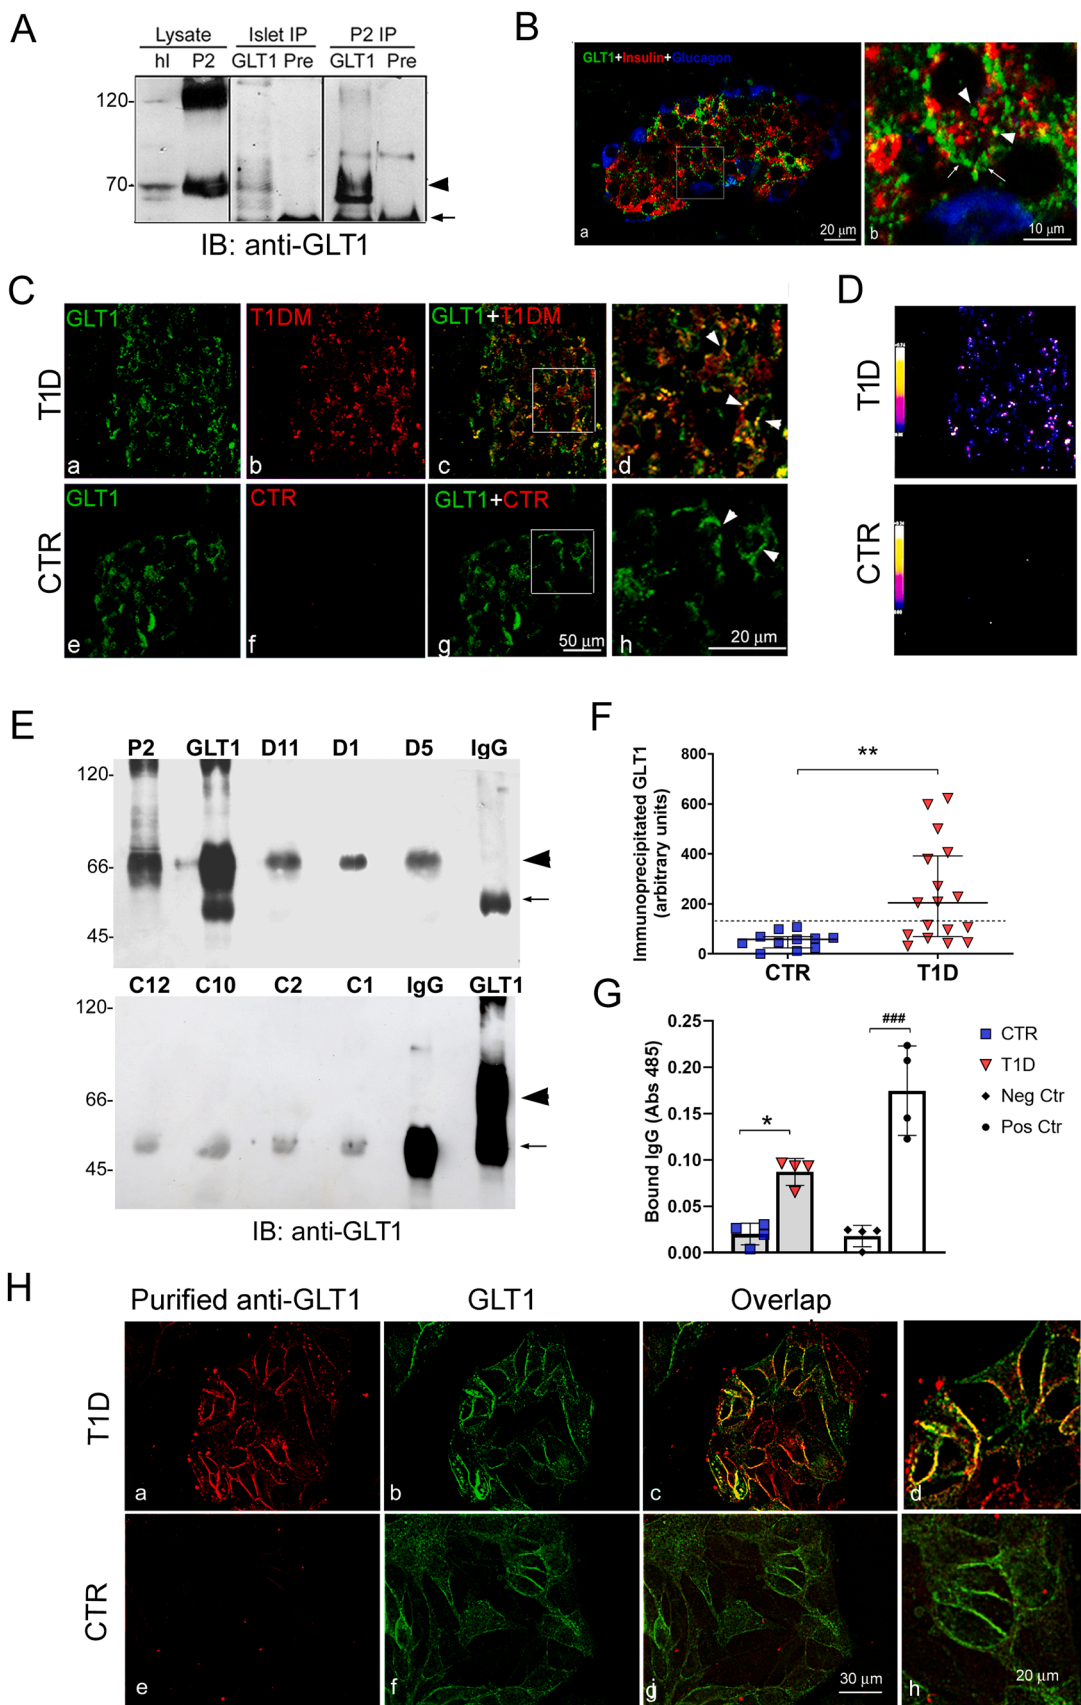 A
Lysate Islet IP P2 IP
hI P2 GLT1 Pre GLT1 Pre
120-
70-
IB: anti-GLT1
B
GLT1+Insulin+Glucagon
a
20 µm
b
10 µm
C
T1D
GLT1
a
T1DM
b
GLT1+T1DM
c
d
CTR
GLT1
e
CTR
f
GLT1+CTR
g
50 µm
h
20 µm
D
T1D
CTR
E
P2 GLT1 D11 D1 D5 IgG
120-
66-
45-
C12 C10 C2 C1 IgG GLT1
120-
66-
45-
IB: anti-GLT1
F
Immunoprecipitated GLT1
(arbitrary units)
800
600
400
200
0
**
CTR T1D
G
Bound IgG (Abs 485)
0.25
0.20
0.15
0.10
0.05
0.00
*
###
CTR
T1D
Neg Ctr
Pos Ctr
H
Purified anti-GLT1 GLT1 Overlap
T1D
a
b
c
d
CTR
e
f
g
30 µm
h
20 µm